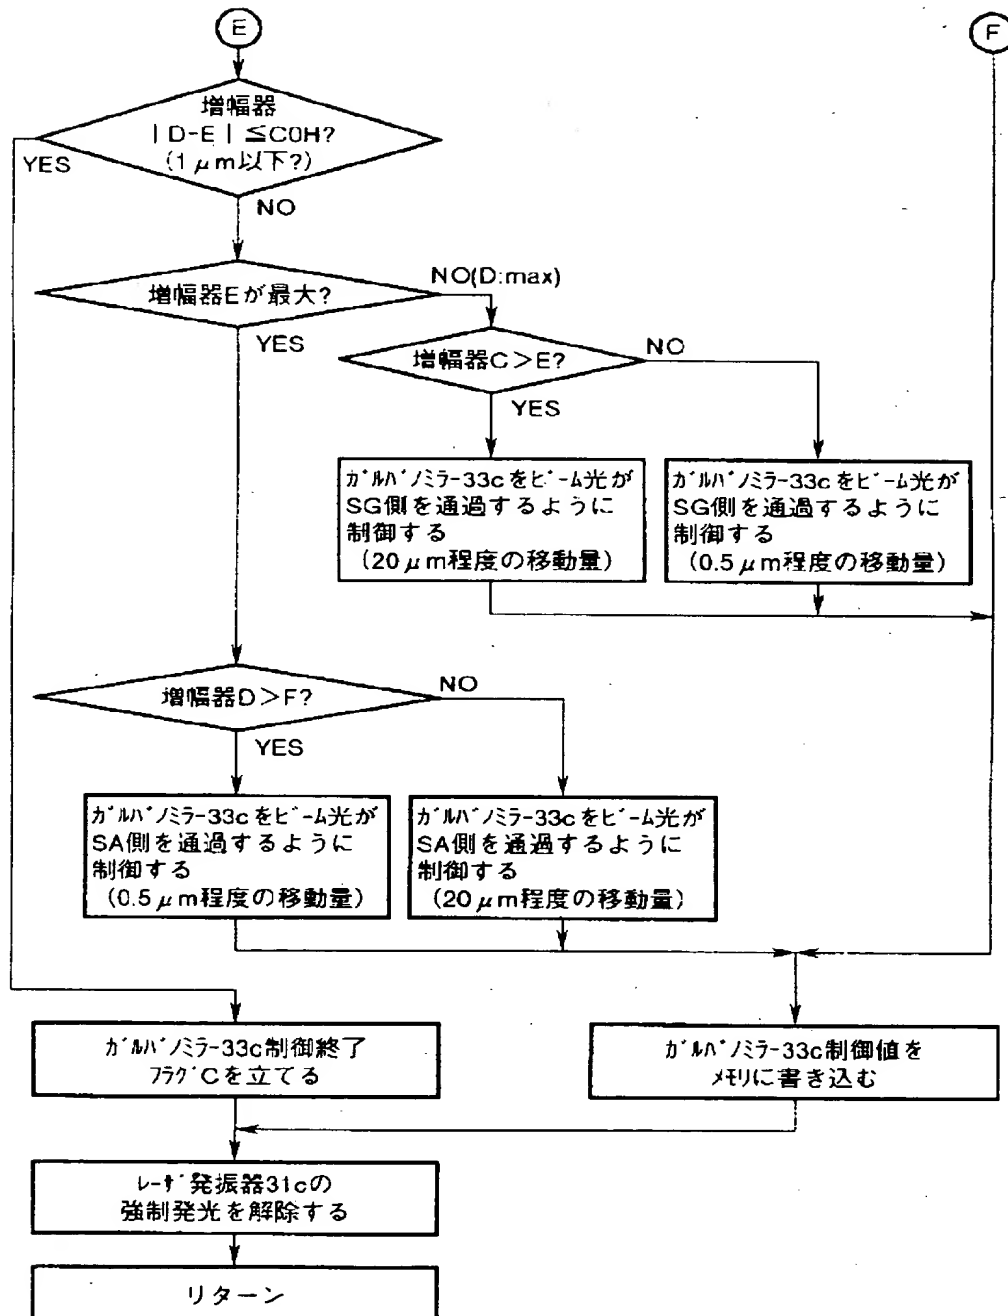 E
F
増幅器
|D-E|≦C0H?
(1μm以下?)
YES
NO
増幅器Eが最大?
NO(D:max)
YES
増幅器C>E?
NO
YES
ガルバノミラー33cをビーム光が
SG側を通過するように
制御する
(20μm程度の移動量)
ガルバノミラー33cをビーム光が
SG側を通過するように
制御する
(0.5μm程度の移動量)
増幅器D>F?
NO
YES
ガルバノミラー33cをビーム光が
SA側を通過するように
制御する
(0.5μm程度の移動量)
ガルバノミラー33cをビーム光が
SA側を通過するように
制御する
(20μm程度の移動量)
ガルバノミラー33c制御終了
フラグCを立てる
ガルバノミラー33c制御値を
メモリに書き込む
レーザ発振器31cの
強制発光を解除する
リターン